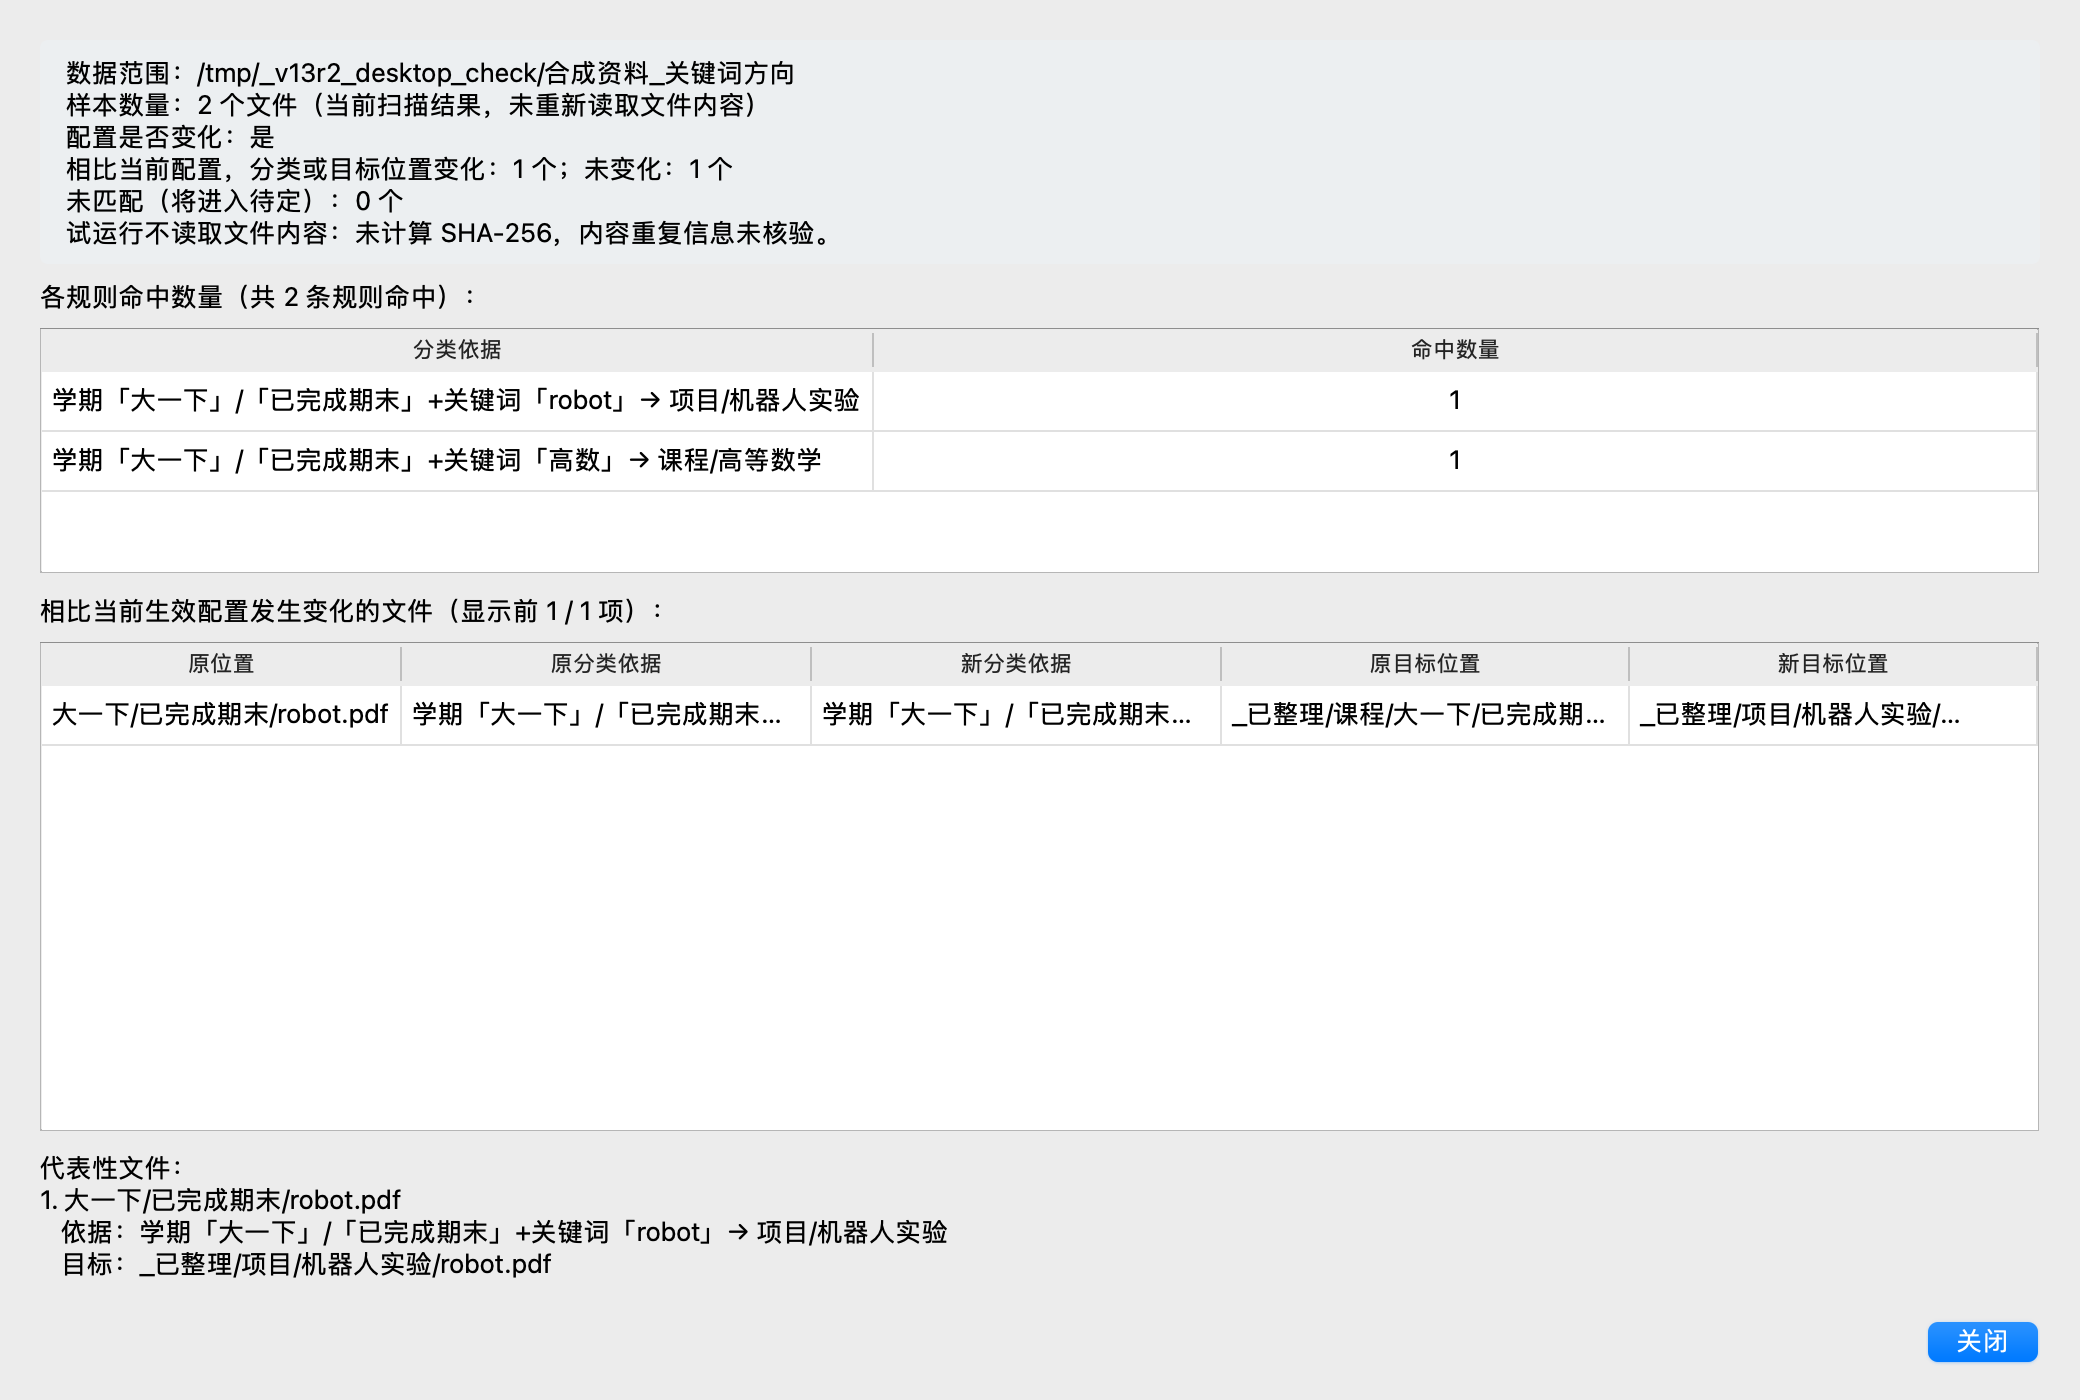 数据范围：/tmp/_v13r2_desktop_check/合成资料_关键词方向
样本数量：2 个文件（当前扫描结果，未重新读取文件内容）
配置是否变化：是
相比当前配置，分类或目标位置变化：1 个；未变化：1 个
未匹配（将进入待定）：0 个
试运行不读取文件内容：未计算 SHA-256，内容重复信息未核验。
各规则命中数量（共 2 条规则命中）：
分类依据 命中数量
学期「大一下」/「已完成期末」+关键词「robot」→ 项目/机器人实验 1
学期「大一下」/「已完成期末」+关键词「高数」→ 课程/高等数学 1
相比当前生效配置发生变化的文件（显示前 1 / 1 项）：
原位置 原分类依据 新分类依据 原目标位置 新目标位置
大一下/已完成期末/robot.pdf 学期「大一下」/「已完成期末... 学期「大一下」/「已完成期末... _已整理/课程/大一下/已完成期... _已整理/项目/机器人实验/...
代表性文件：
1. 大一下/已完成期末/robot.pdf
依据：学期「大一下」/「已完成期末」+关键词「robot」→ 项目/机器人实验
目标：_已整理/项目/机器人实验/robot.pdf
关闭